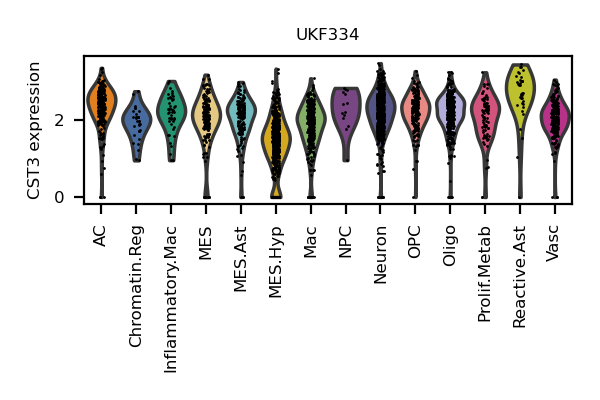 UKF334
CST3 expression
2
0
AC
Chromatin.Reg
Inflammatory.Mac
MES
MES.Ast
MES.Hyp
Mac
NPC
Neuron
OPC
Oligo
Prolif.Metab
Reactive.Ast
Vasc